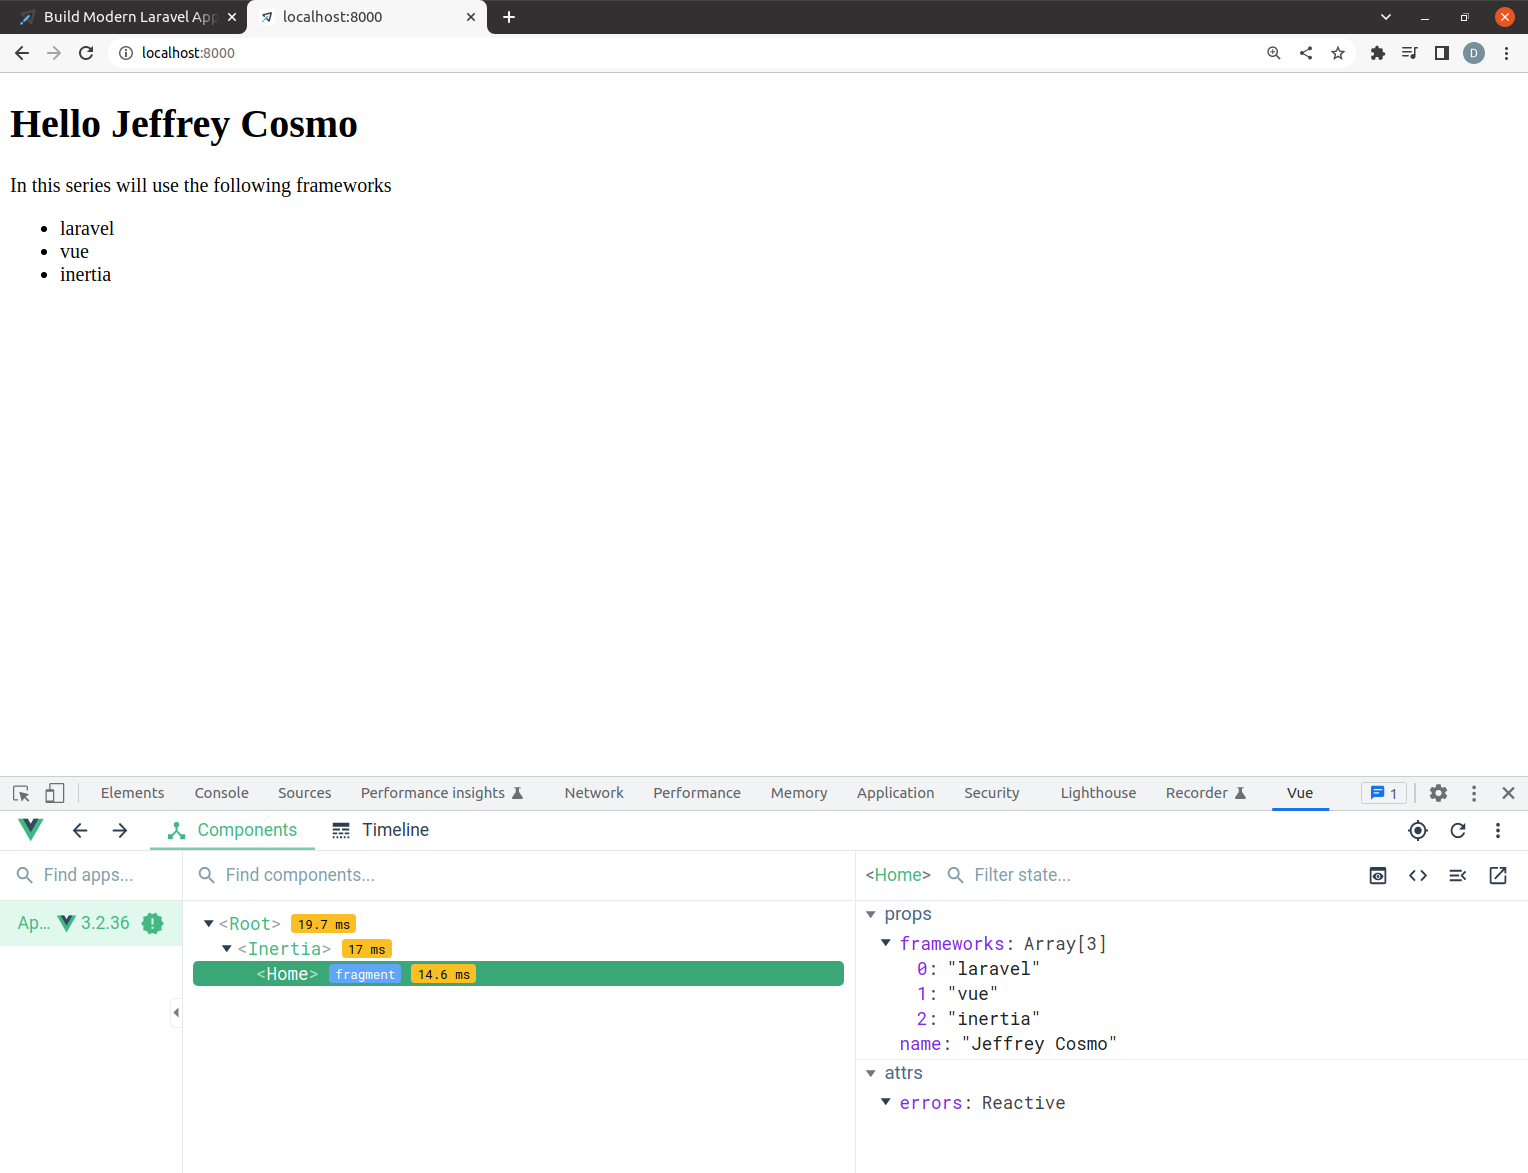 Build Modern Laravel App
localhost:8000
localhost:8000
D
Hello Jeffrey Cosmo
In this series will use the following frameworks
• laravel
• vue
• inertia
Elements Console Sources Performance insights Network Performance Memory Application Security Lighthouse Recorder Vue 1
Components Timeline
Find apps... Find components... <Home> Filter state...
Ap... 3.2.36
<Root> 19.7 ms
<Inertia> 17 ms
<Home> fragment 14.6 ms
props
frameworks: Array[3]
0: "laravel"
1: "vue"
2: "inertia"
name: "Jeffrey Cosmo"
attrs
errors: Reactive